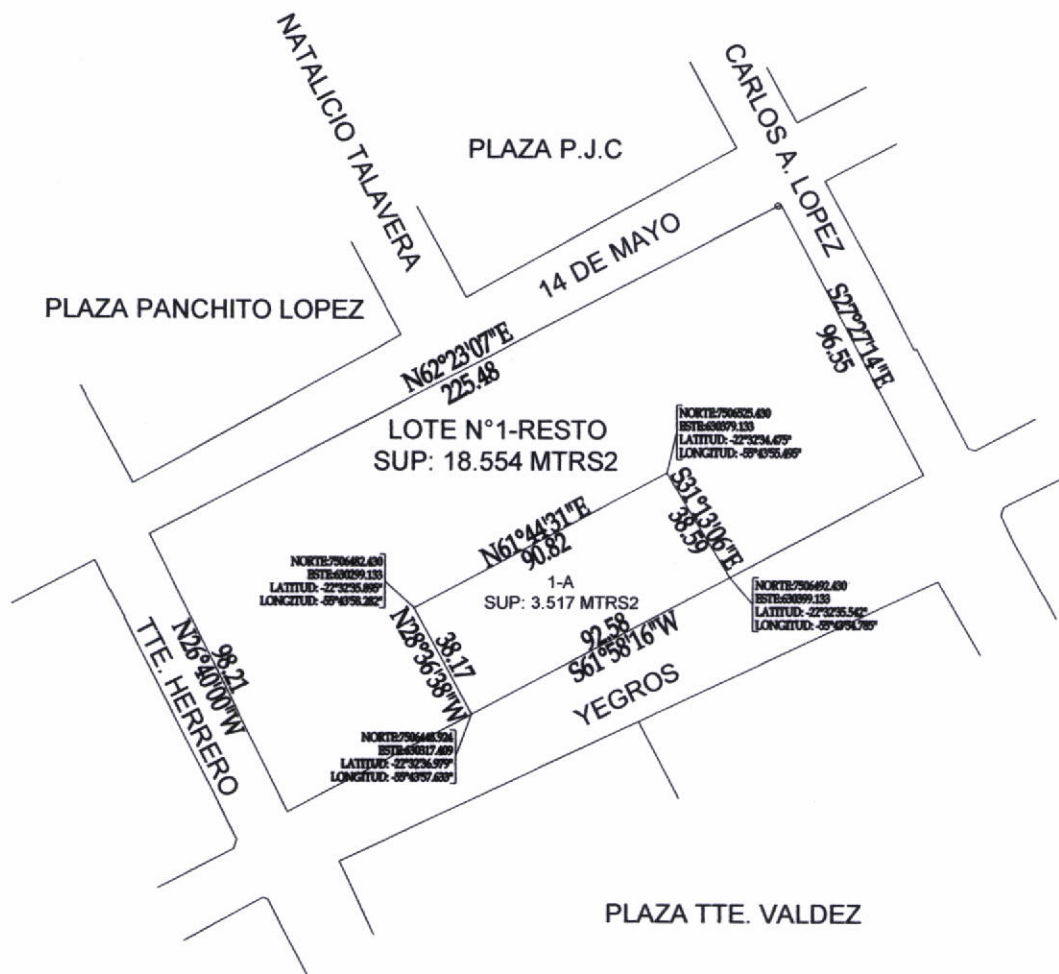 NATALICIO TALAVERA
CARLOS A. LOPEZ
PLAZA P.J.C
14 DE MAYO
PLAZA PANCHITO LOPEZ
N62°23'07"E
225.48
S27°27'14"E
96.55
LOTE N°1-RESTO
SUP: 18.554 MTRS2
NORTE:7506525.430
ESTE:630379.133
LATITUD: -22°32'34.475"
LONGITUD: -55°43'55.495"
N61°44'31"E
90.82
S31°13'06"E
38.59
NORTE:7506482.430
ESTE:630299.133
LATITUD: -22°32'35.895"
LONGITUD: -55°43'58.282"
1-A
SUP: 3.517 MTRS2
NORTE:7506492.430
ESTE:630399.133
LATITUD: -22°32'35.542"
LONGITUD: -55°43'54.785"
N28°36'38"W
38.17
92.58
S61°58'16"W
TTE. HERRERO
N26°40'00"W
98.21
YEGROS
NORTE:7506448.924
ESTE:630317.409
LATITUD: -22°32'36.979"
LONGITUD: -55°43'57.633"
PLAZA TTE. VALDEZ